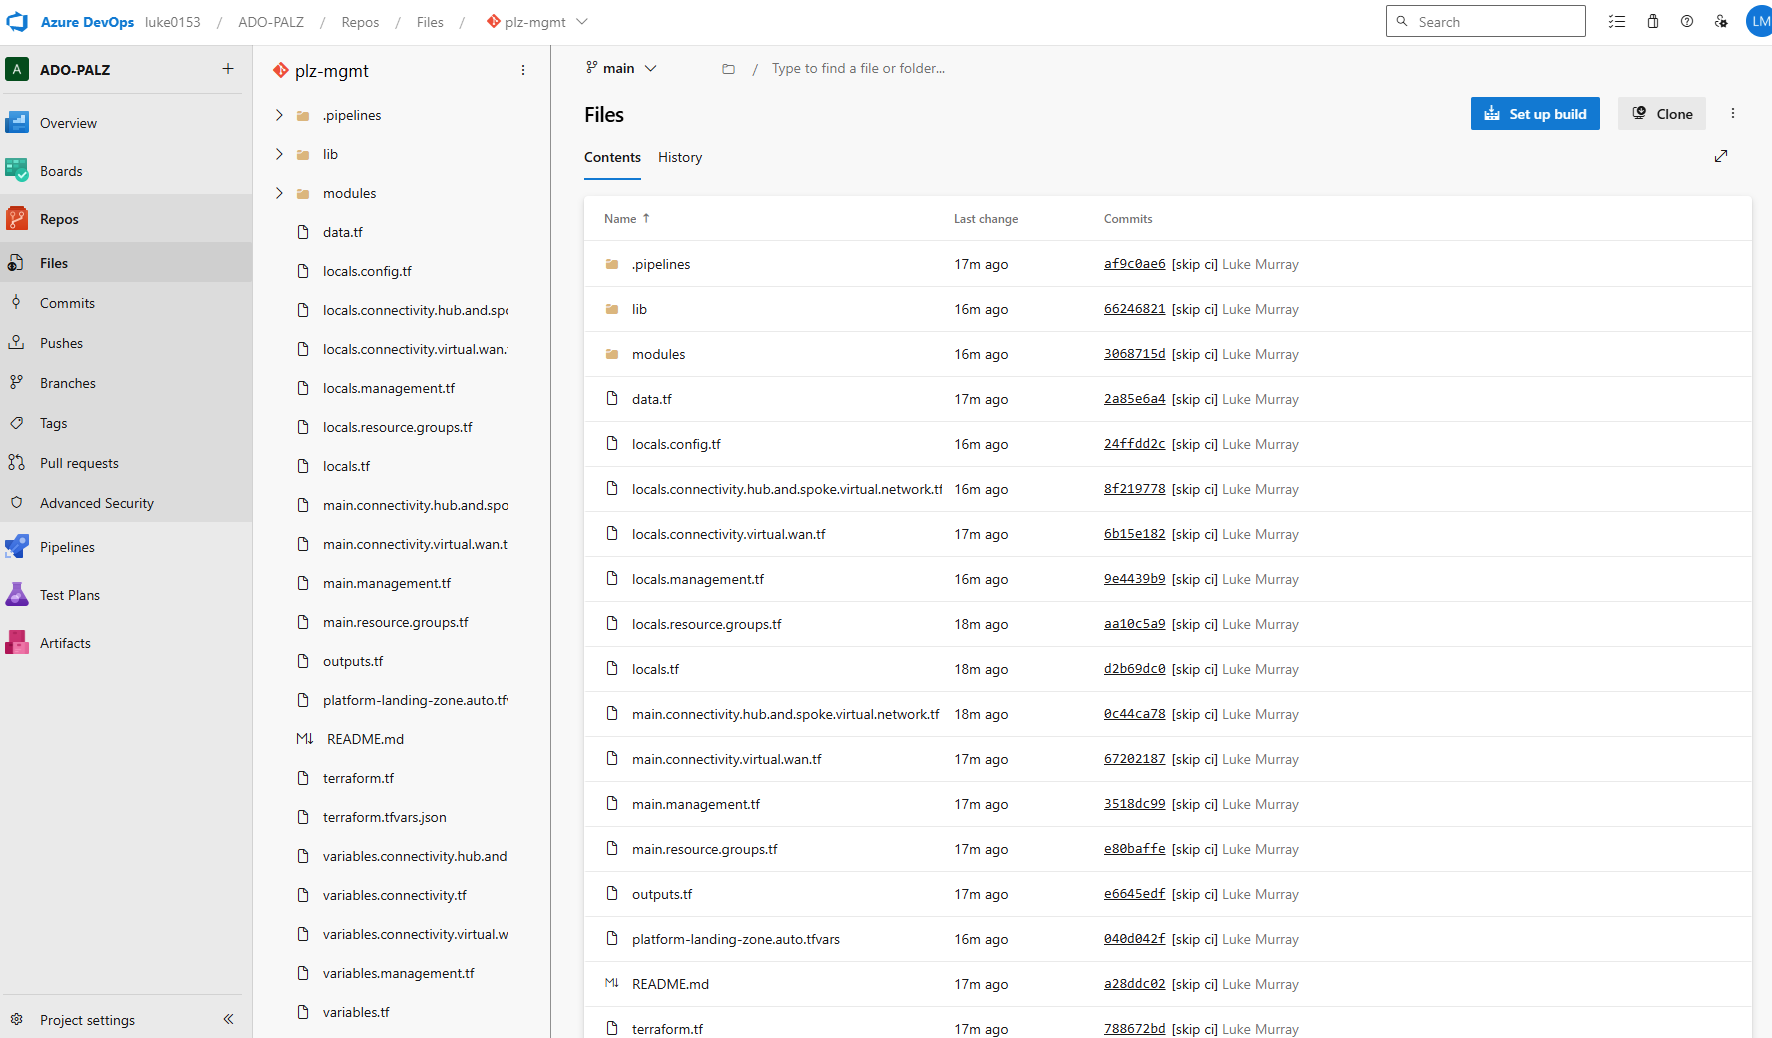 Azure DevOps luke0153 / ADO-PALZ / Repos / Files / plz-mgmt
Search
LM
A ADO-PALZ
Overview
Boards
Repos
Files
Commits
Pushes
Branches
Tags
Pull requests
Advanced Security
Pipelines
Test Plans
Artifacts
Project settings
plz-mgmt
.pipelines
lib
modules
data.tf
locals.config.tf
locals.connectivity.hub.and.spo
locals.connectivity.virtual.wan.
locals.management.tf
locals.resource.groups.tf
locals.tf
main.connectivity.hub.and.spo
main.connectivity.virtual.wan.t
main.management.tf
main.resource.groups.tf
outputs.tf
platform-landing-zone.auto.tf
README.md
terraform.tf
terraform.tfvars.json
variables.connectivity.hub.and
variables.connectivity.tf
variables.connectivity.virtual.w
variables.management.tf
variables.tf
main / Type to find a file or folder...
Files
Set up build
Clone
Contents History
Name ↑ Last change Commits
.pipelines 17m ago af9c0ae6 [skip ci] Luke Murray
lib 16m ago 66246821 [skip ci] Luke Murray
modules 16m ago 3068715d [skip ci] Luke Murray
data.tf 17m ago 2a85e6a4 [skip ci] Luke Murray
locals.config.tf 16m ago 24ffdd2c [skip ci] Luke Murray
locals.connectivity.hub.and.spoke.virtual.network.tf 16m ago 8f219778 [skip ci] Luke Murray
locals.connectivity.virtual.wan.tf 17m ago 6b15e182 [skip ci] Luke Murray
locals.management.tf 16m ago 9e4439b9 [skip ci] Luke Murray
locals.resource.groups.tf 18m ago aa10c5a9 [skip ci] Luke Murray
locals.tf 18m ago d2b69dc0 [skip ci] Luke Murray
main.connectivity.hub.and.spoke.virtual.network.tf 18m ago 0c44ca78 [skip ci] Luke Murray
main.connectivity.virtual.wan.tf 17m ago 67202187 [skip ci] Luke Murray
main.management.tf 17m ago 3518dc99 [skip ci] Luke Murray
main.resource.groups.tf 17m ago e80baffe [skip ci] Luke Murray
outputs.tf 17m ago e6645edf [skip ci] Luke Murray
platform-landing-zone.auto.tfvars 16m ago 040d042f [skip ci] Luke Murray
README.md 17m ago a28ddc02 [skip ci] Luke Murray
terraform.tf 17m ago 788672bd [skip ci] Luke Murray